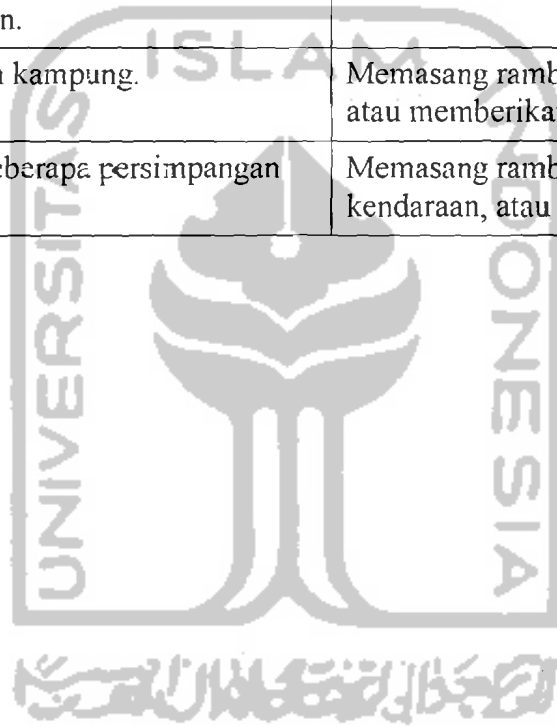 n.
kampung.
Memasang ramb
atau memberika
eberapa persimpangan
Memasang ramb
kendaraan, atau
ISLAM
UNIVERSITAS
INDONESIA